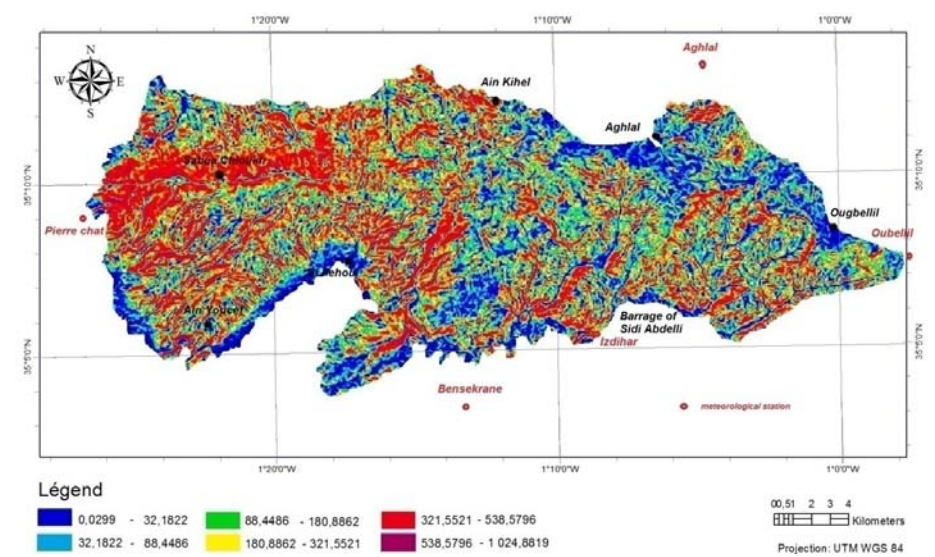 1°20'0"W 1°10'0"W 1°0'0"W
N
W E
S
Aghlal
Ain Kihel
Aghlal
35°10'0"N 35°10'0"N
Ougbellil
Pierre chat
Oubellil
Ain Youcef
Barrage of
Sidi Abdelli
Izdihar
35°5'0"N 35°5'0"N
Bensekrane
meteorological station
1°20'0"W 1°10'0"W 1°0'0"W
Légend
0,0299 - 32,1822 88,4486 - 180,8862 321,5521 - 538,5796
32,1822 - 88,4486 180,8862 - 321,5521 538,5796 - 1 024,8819
00,51 2 3 4
Kilometers
Projection: UTM WGS 84